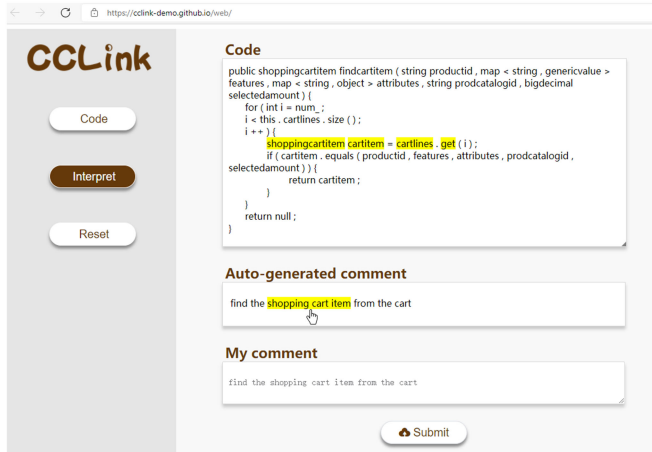 https://cclink-demo.github.io/web/
CCLink
Code
Interpret
Reset
Code
public shoppingcartitem findcartitem ( string productid , map < string , genericvalue >
features , map < string , object > attributes , string prodcatalogid , bigdecimal
selectedamount ) {
for ( int i = num_ ;
i < this . cartlines . size ( ) ;
i + + ) {
shoppingcartitem cartitem = cartlines . get ( i ) ;
if ( cartitem . equals ( productid , features , attributes , prodcatalogid ,
selectedamount ) ) {
return cartitem ;
}
}
return null ;
}
Auto-generated comment
find the shopping cart item from the cart
My comment
find the shopping cart item from the cart
Submit